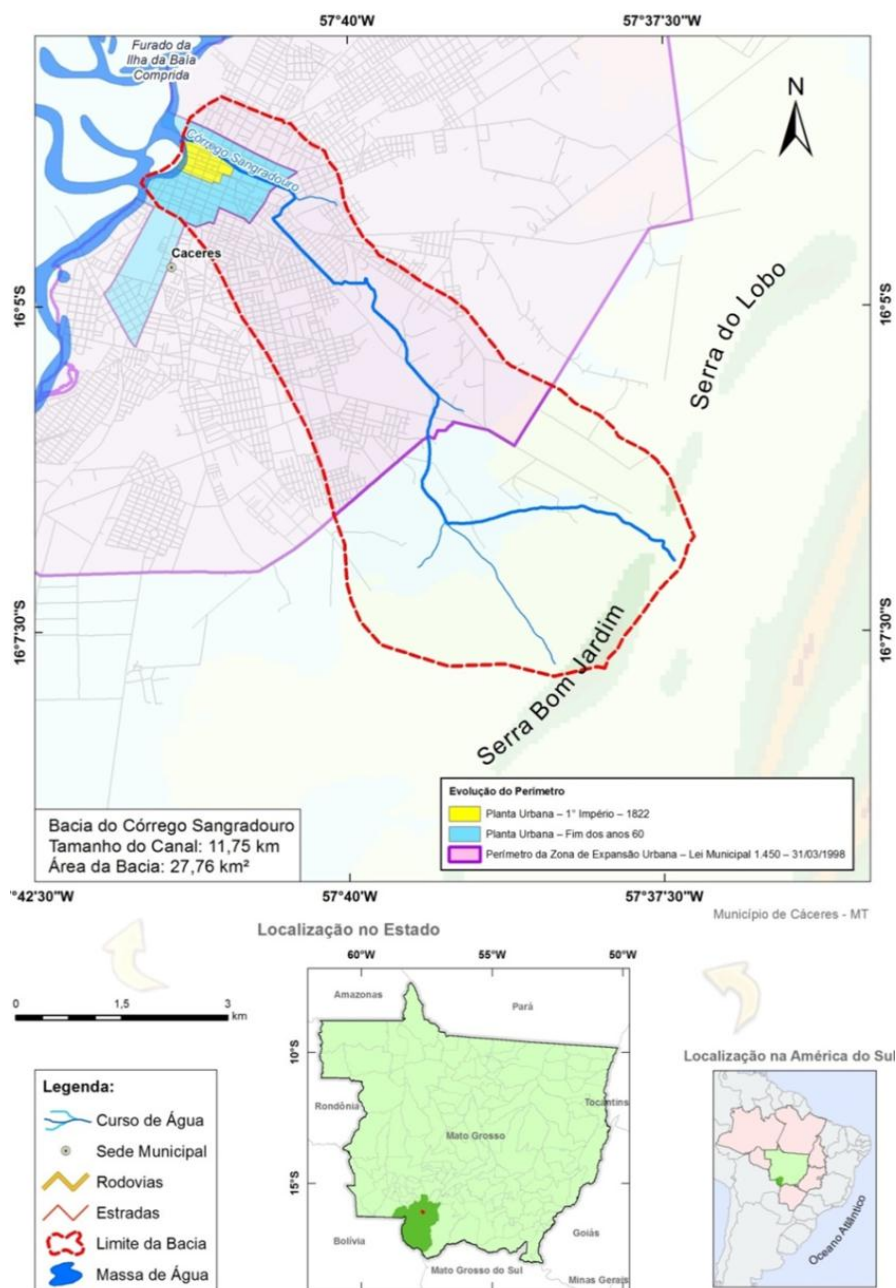 57°40'W
57°37'30"W
Furado da
Ilha da Baía
Comprida
N
Córrego Sangradouro
Caceres
16°5'S
16°5'S
Serra do Lobo
16°7'30"S
16°7'30"S
Serra Bom Jardim
Evolução do Perímetro
Planta Urbana – 1° Império – 1822
Planta Urbana – Fim dos anos 60
Perímetro da Zona de Expansão Urbana – Lei Municipal 1.450 – 31/03/1998
Bacia do Córrego Sangradouro
Tamanho do Canal: 11,75 km
Área da Bacia: 27,76 km²
°42'30"W
57°40'W
57°37'30"W
Município de Cáceres - MT
Localização no Estado
60°W
55°W
50°W
0
1,5
3
km
Amazonas
Pará
10°S
Rondônia
Tocantins
Mato Grosso
15°S
Bolívia
Goiás
Mato Grosso do Sul
Minas Gerais
Localização na América do Sul
Oceano Atlântico
Legenda:
Curso de Água
Sede Municipal
Rodovias
Estradas
Limite da Bacia
Massa de Água